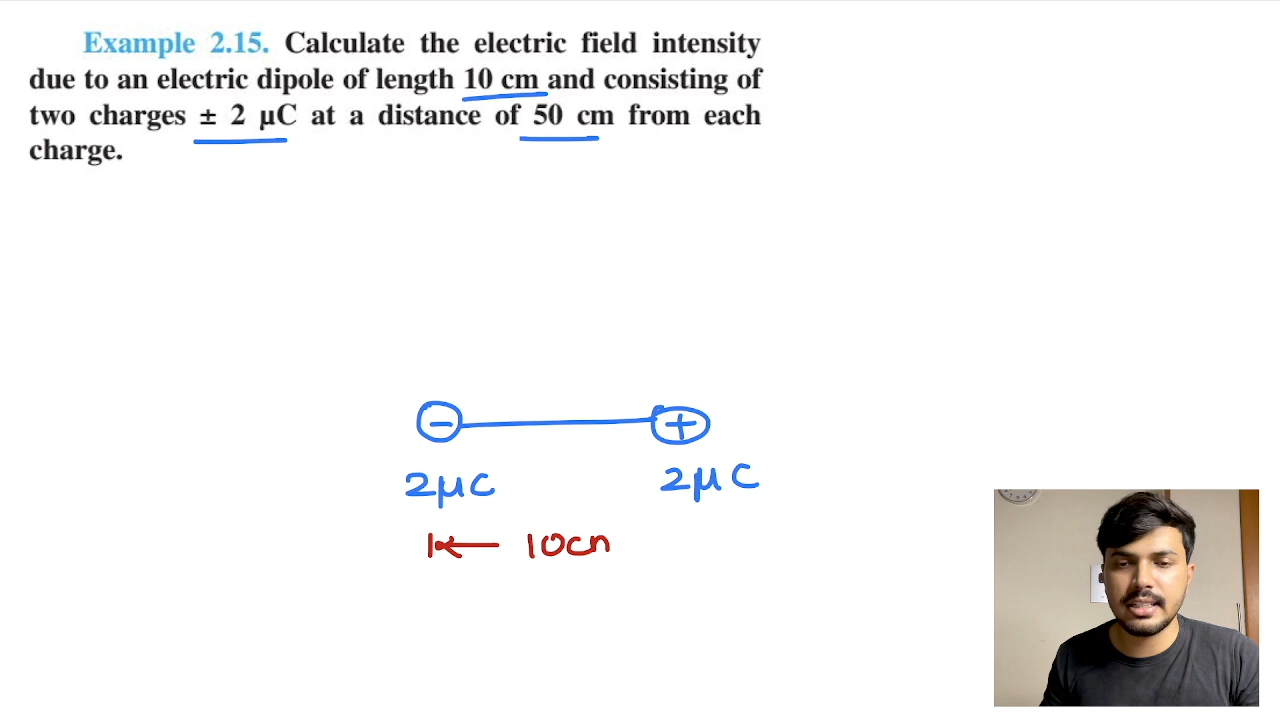 Example 2.15. Calculate the electric field intensity
due to an electric dipole of length 10 cm and consisting of
two charges ± 2 μC at a distance of 50 cm from each
charge.
− +
2μC 2μC
10cm